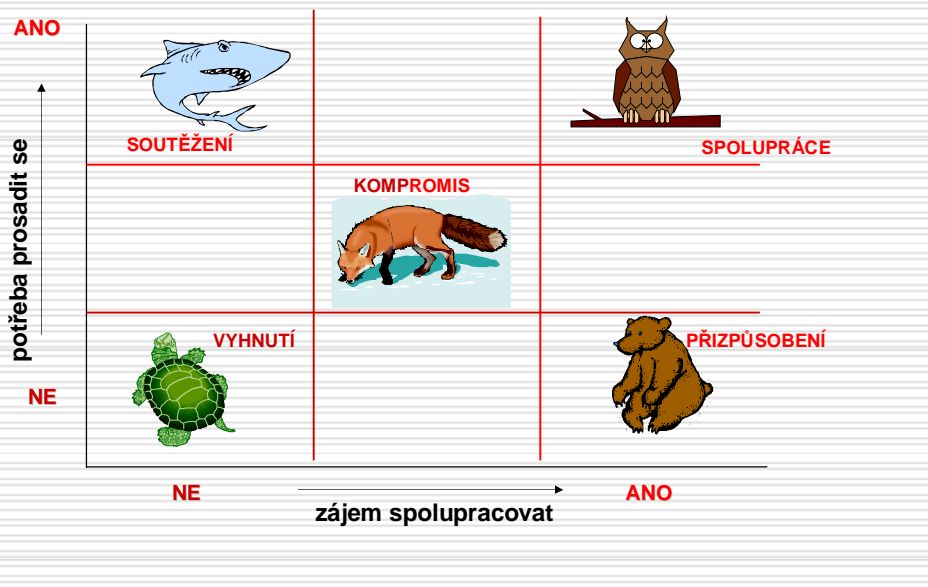 ANO
SOUTĚŽENÍ
SPOLUPRÁCE
KOMPROMIS
potřeba prosadit se
VYHNUTÍ
PŘIZPŮSOBENÍ
NE
NE
ANO
zájem spolupracovat